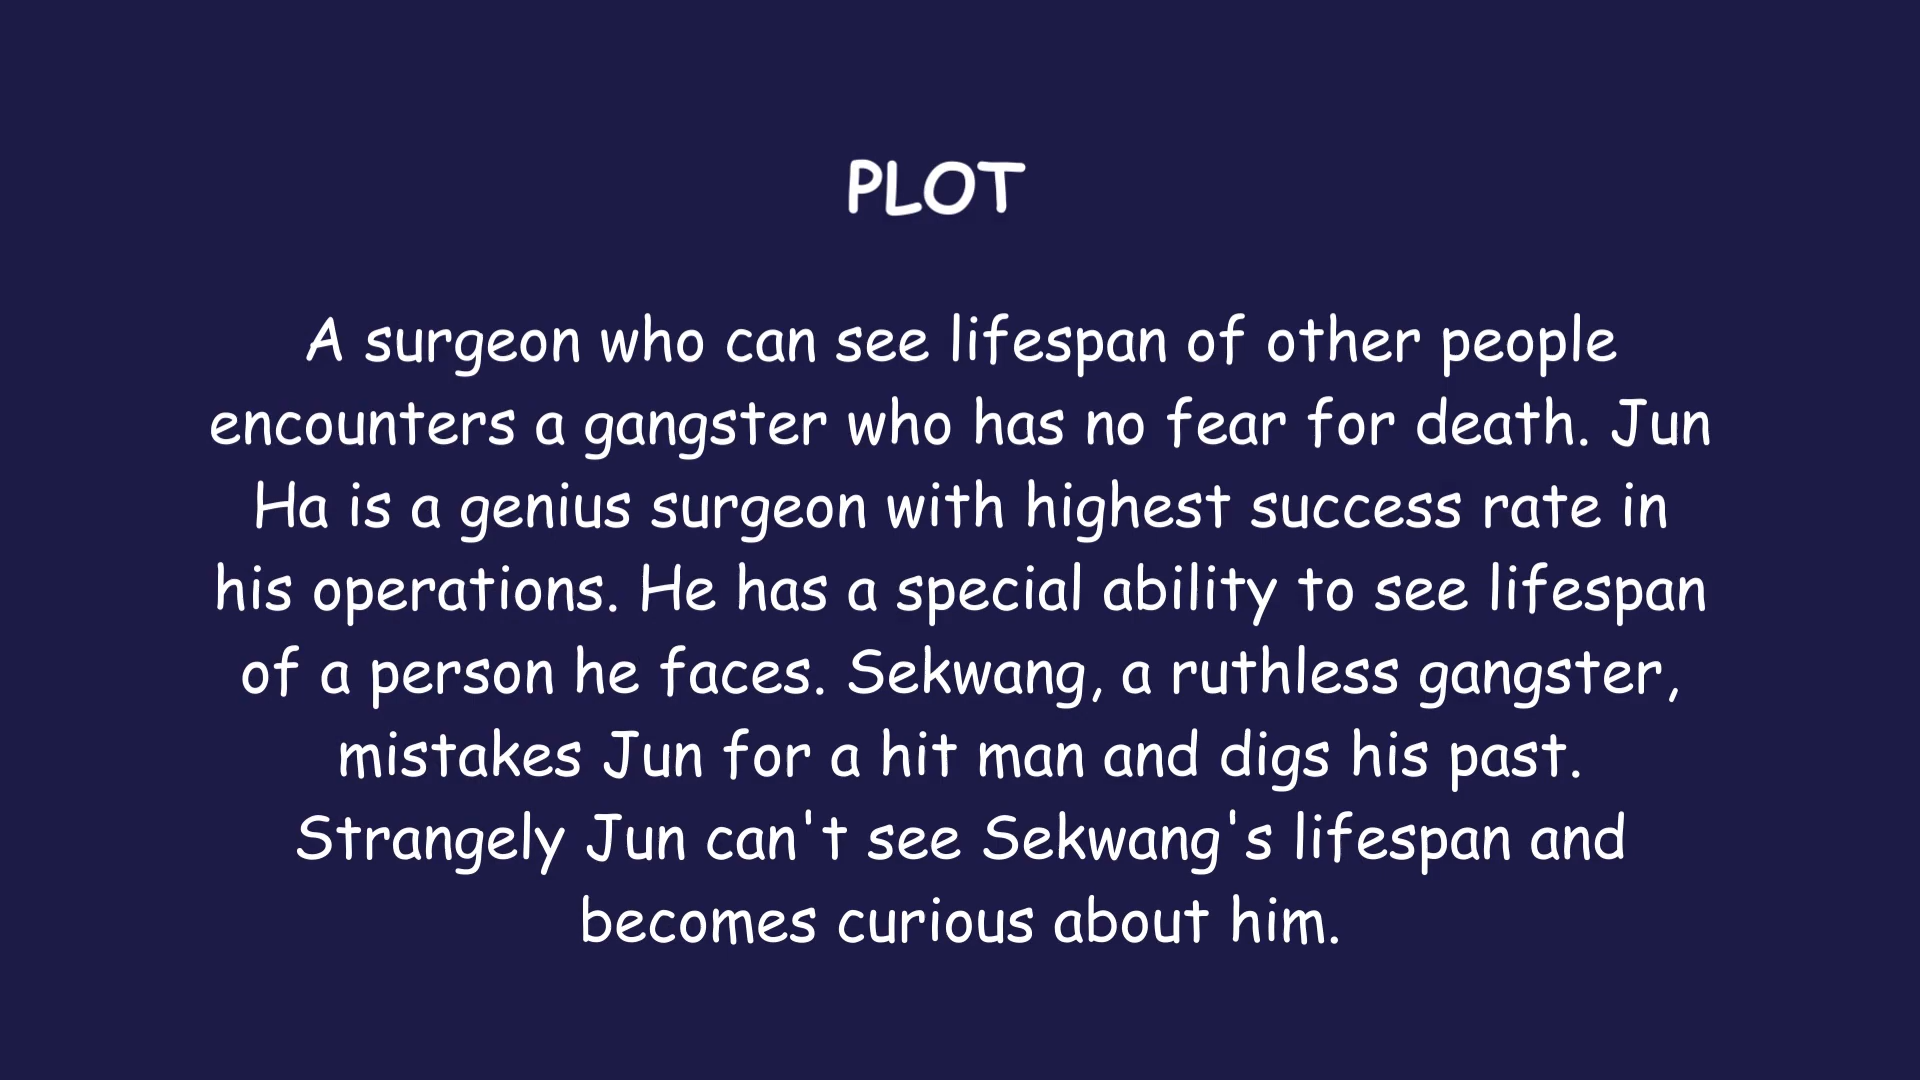 PLOT
A surgeon who can see lifespan of other people
encounters a gangster who has no fear for death. Jun
Ha is a genius surgeon with highest success rate in
his operations. He has a special ability to see lifespan
of a person he faces. Sekwang, a ruthless gangster,
mistakes Jun for a hit man and digs his past.
Strangely Jun can't see Sekwang's lifespan and
becomes curious about him.